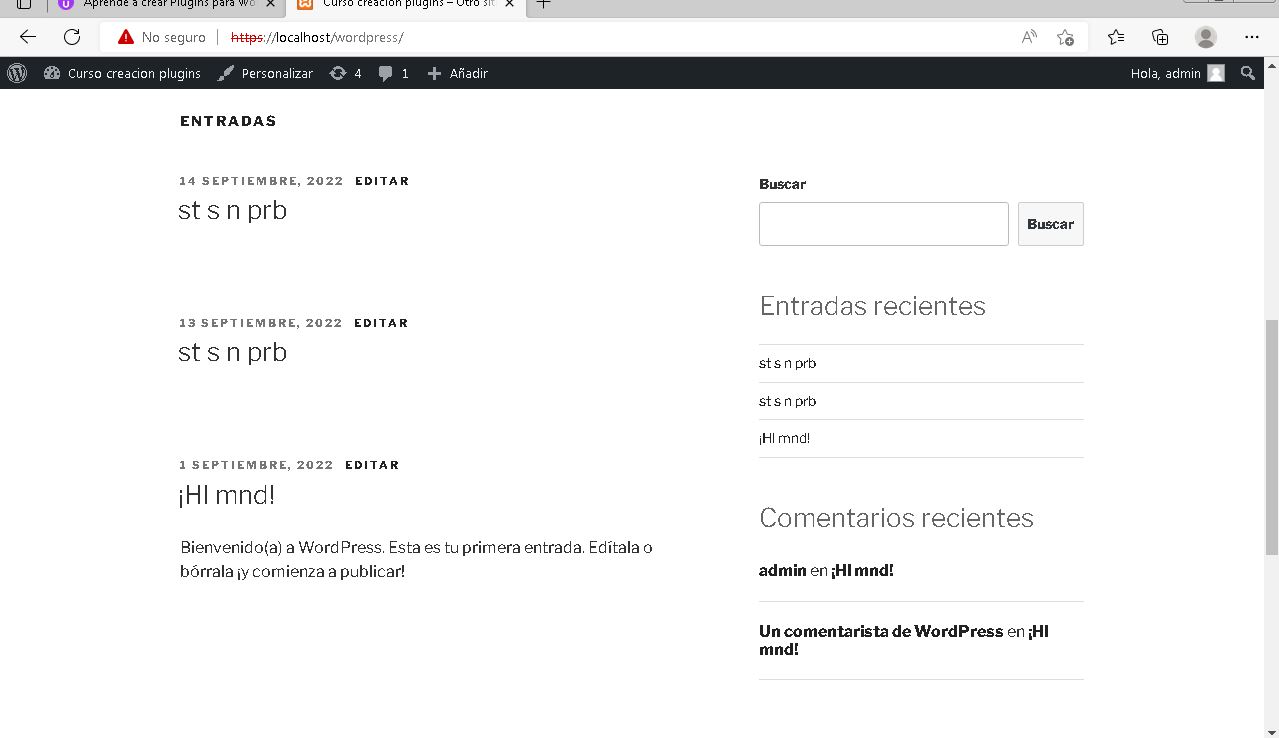 Aprende a crear Plugins para Wo
Curso creacion plugins – Otro sit
No seguro
https://localhost/wordpress/
Curso creacion plugins
Personalizar
4
1
Añadir
Hola, admin
ENTRADAS
14 SEPTIEMBRE, 2022 EDITAR
st s n prb
13 SEPTIEMBRE, 2022 EDITAR
st s n prb
1 SEPTIEMBRE, 2022 EDITAR
¡Hl mnd!
Bienvenido(a) a WordPress. Esta es tu primera entrada. Edítala o
bórrala ¡y comienza a publicar!
Buscar
Buscar
Entradas recientes
st s n prb
st s n prb
¡Hl mnd!
Comentarios recientes
admin en ¡Hl mnd!
Un comentarista de WordPress en ¡Hl
mnd!